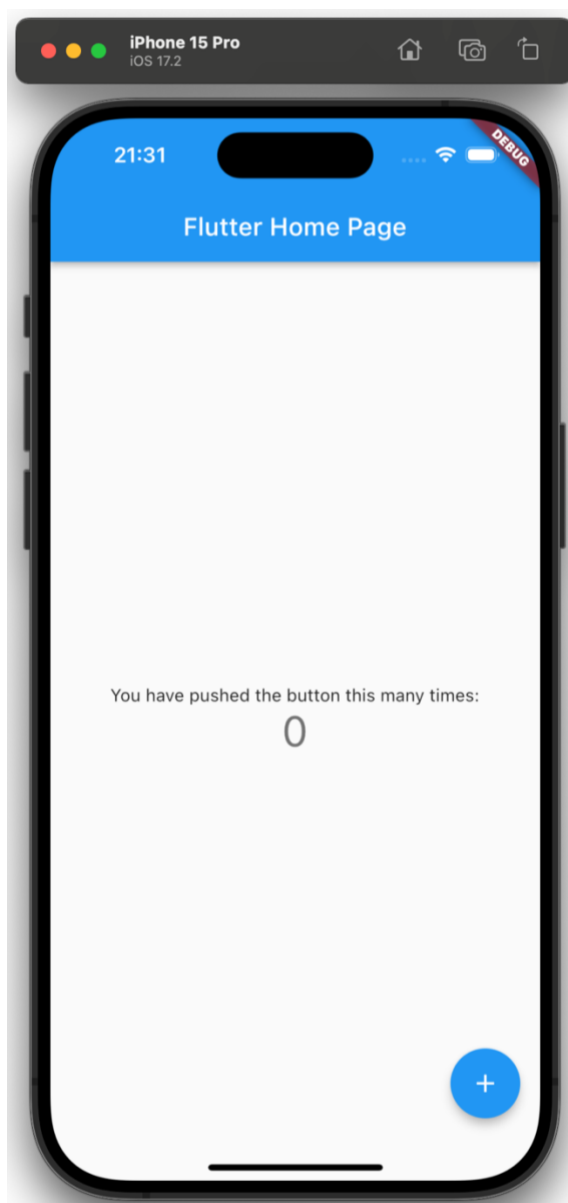 iPhone 15 Pro
iOS 17.2
21:31
DEBUG
Flutter Home Page
You have pushed the button this many times:
0
+